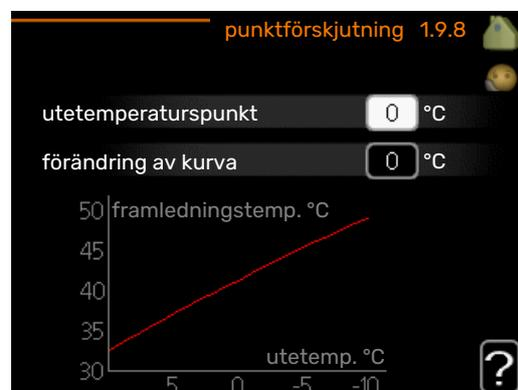 punktförskjutning 1.9.8
utetemperaturspunkt 0 °C
förändring av kurva 0 °C
50 framledningstemp. °C
45
40
35
30
utetemp. °C
5 0 -5 -10
?